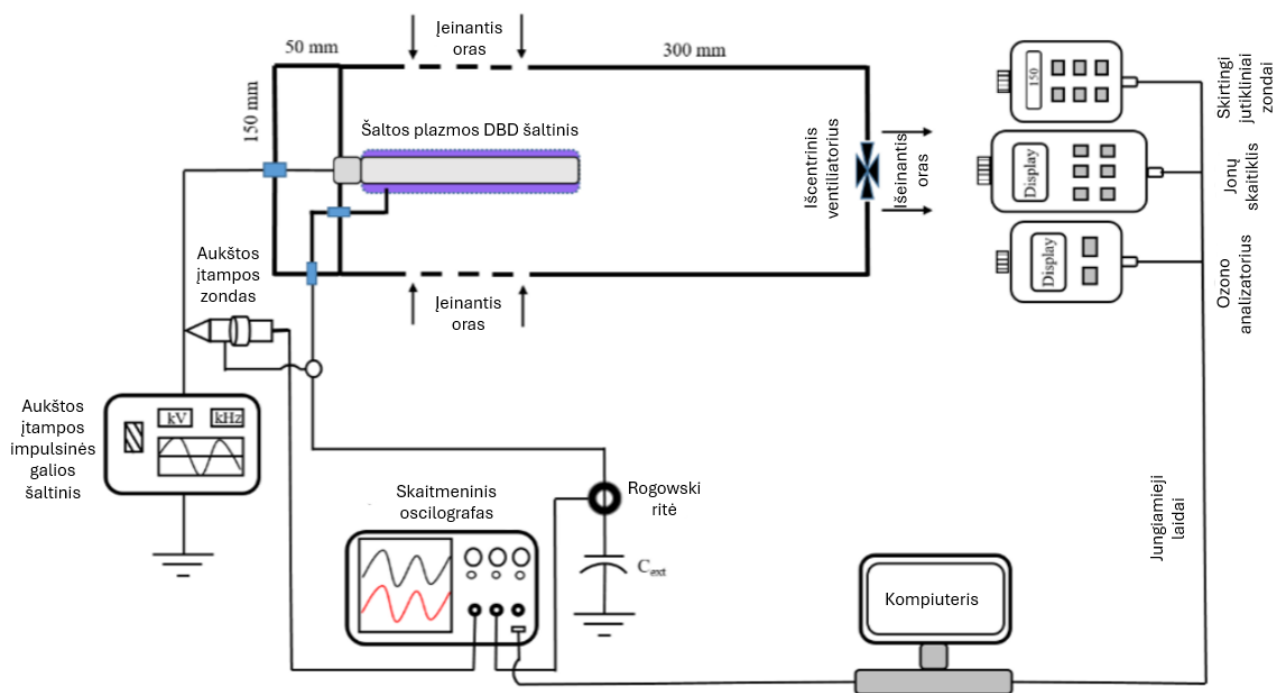 Įeinantis
oras
50 mm
300 mm
150 mm
Šaltos plazmos DBD šaltinis
Išcentrinis
ventiliatorius
Išeinantis
oras
150
Skirtingi
jutikliniai
zondai
Display
Jonų
skaitiklis
Display
Ozono
analizatorius
Aukštos
įtampos
zondas
Įeinantis
oras
Aukštos
įtampos
impulsinės
galios
šaltinis
kV
kHz
Skaitmeninis
oscilografas
Rogowski
ritė
Cext
Jungiamieji
laidai
Kompiuteris